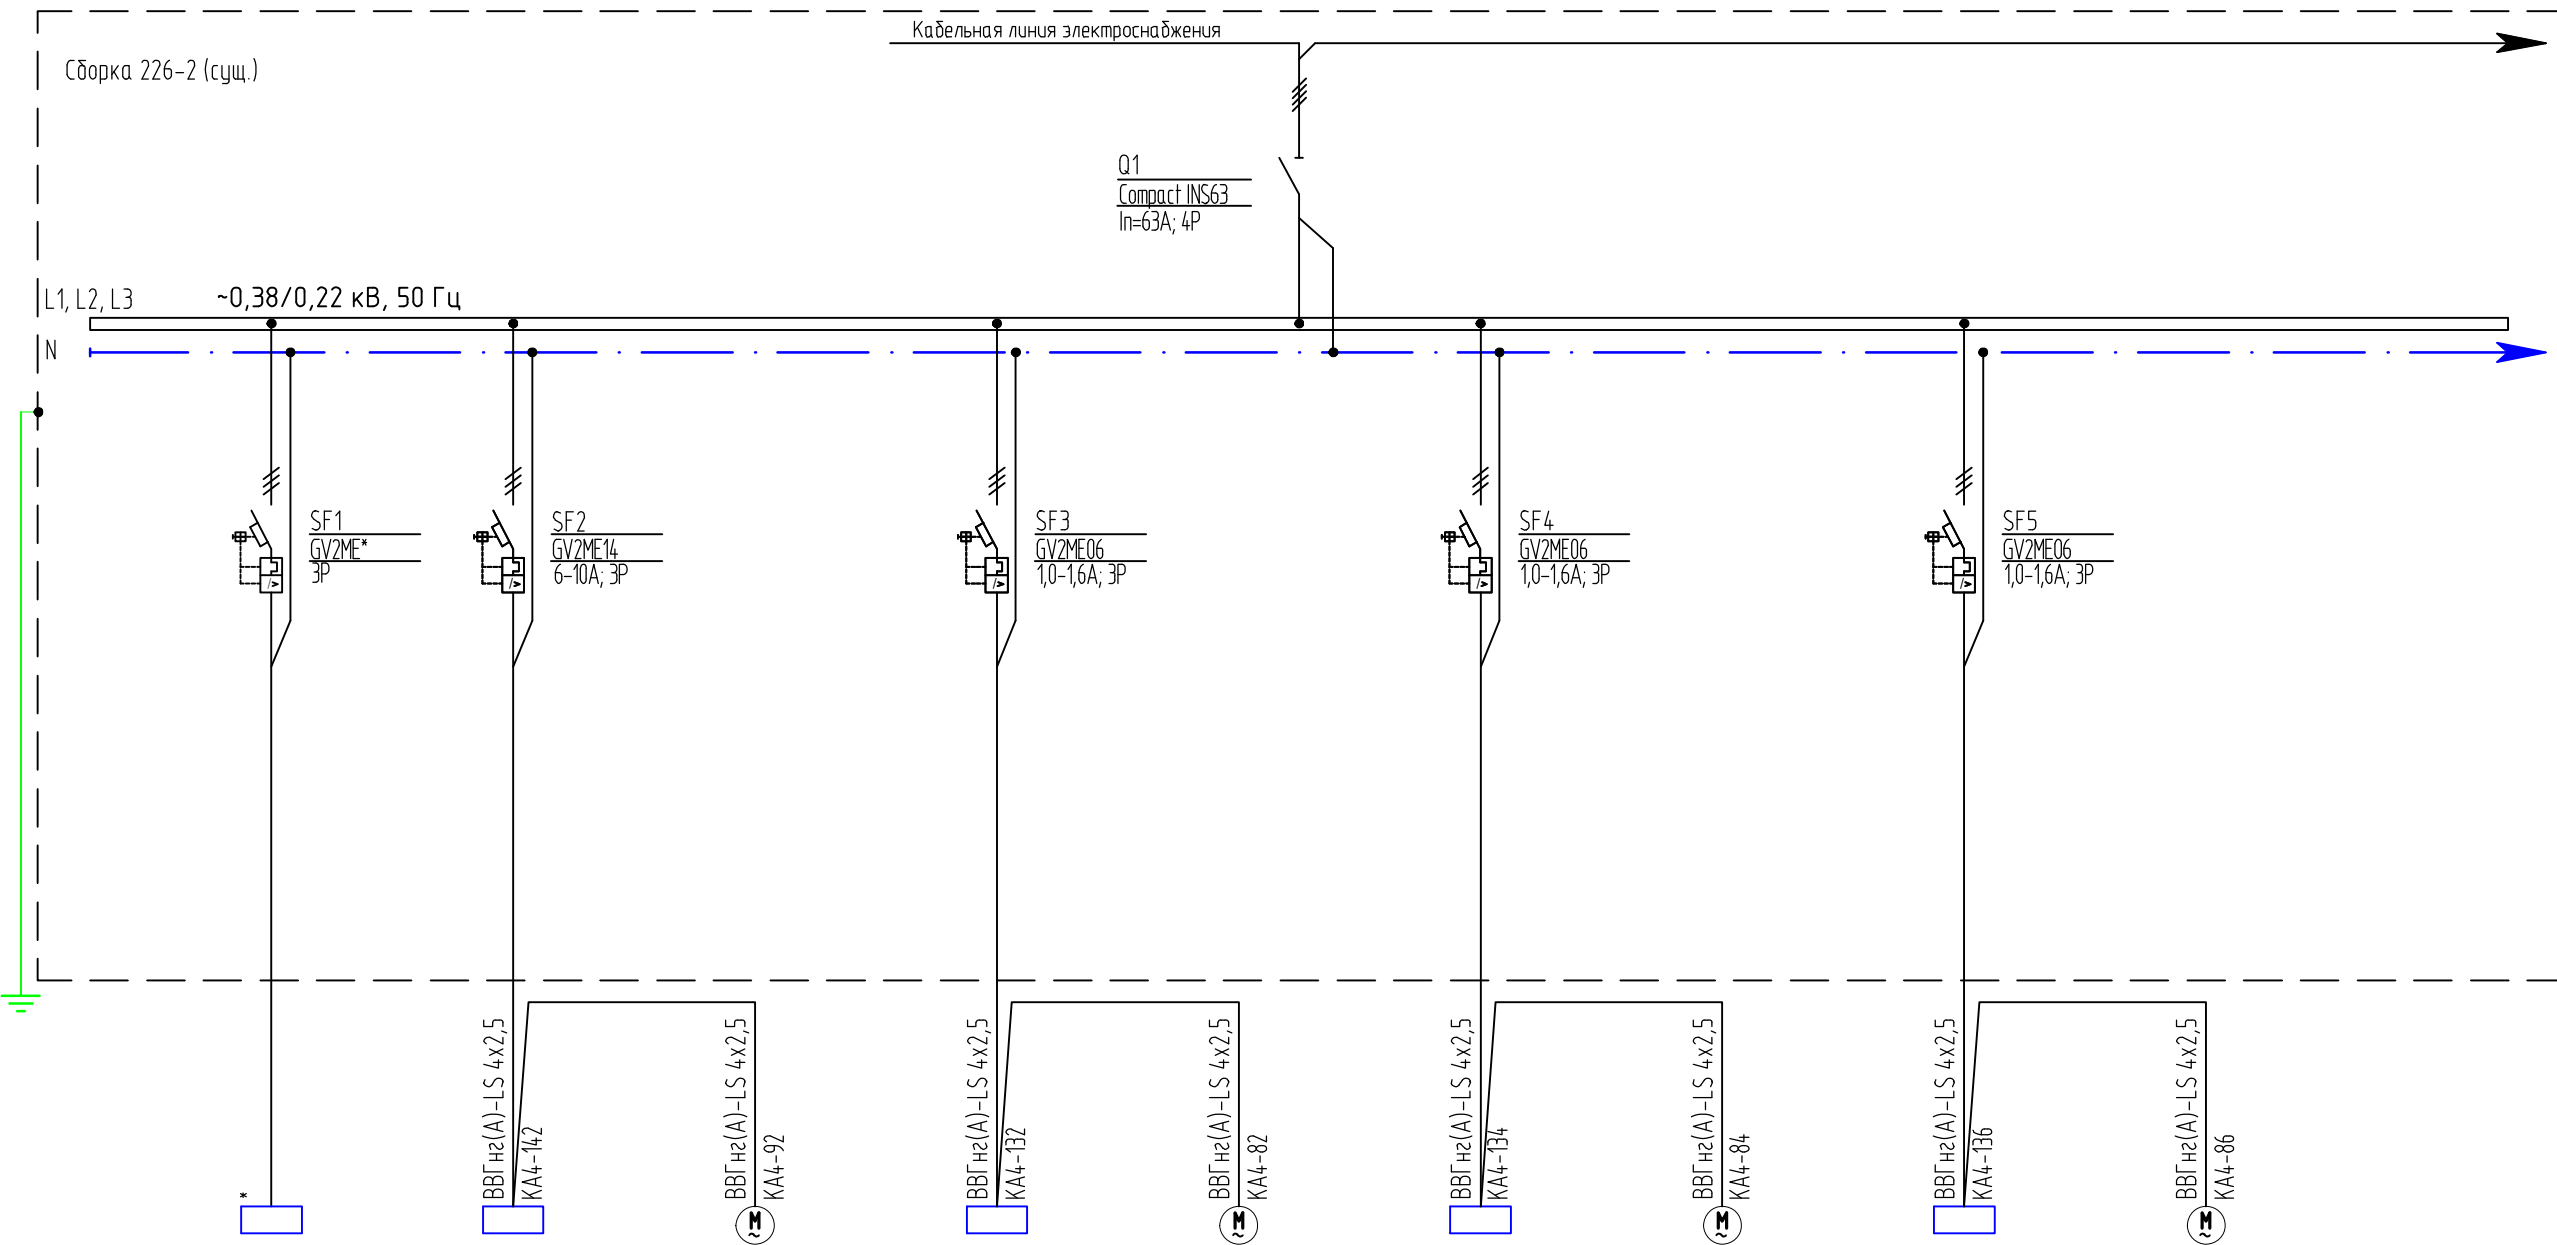 Кабельная линия электроснабжения
Сборка 226-2 (сущ.)
Q1
Compact INS63
In=63A; 4P
L1, L2, L3
~0,38/0,22 кВ, 50 Гц
N
SF1
GV2ME*
3P
SF2
GV2ME14
6-10A; 3P
SF3
GV2ME06
1,0-1,6A; 3P
SF4
GV2ME06
1,0-1,6A; 3P
SF5
GV2ME06
1,0-1,6A; 3P
*
ВВГнг(А)-LS 4x2,5
КА4-142
ВВГнг(А)-LS 4x2,5
КА4-92
ВВГнг(А)-LS 4x2,5
КА4-132
ВВГнг(А)-LS 4x2,5
КА4-82
ВВГнг(А)-LS 4x2,5
КА4-134
ВВГнг(А)-LS 4x2,5
КА4-84
ВВГнг(А)-LS 4x2,5
КА4-136
ВВГнг(А)-LS 4x2,5
КА4-86
M
~
M
~
M
~
M
~